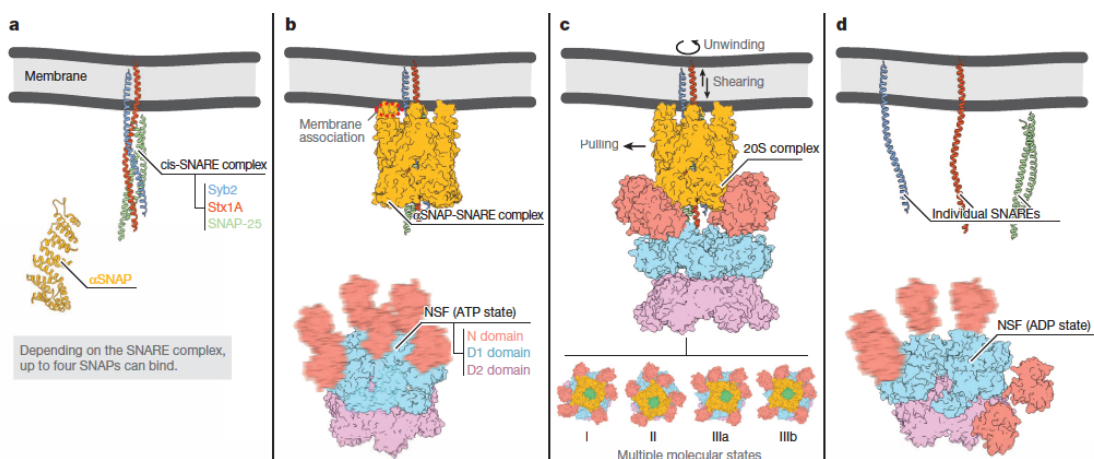 a
Membrane
cis-SNARE complex
Syb2
Stx1A
SNAP-25
αSNAP
Depending on the SNARE complex,
up to four SNAPs can bind.
b
Membrane
association
αSNAP-SNARE complex
NSF (ATP state)
N domain
D1 domain
D2 domain
c
Unwinding
Shearing
Pulling
20S complex
I II IIIa IIIb
Multiple molecular states
d
Individual SNAREs
NSF (ADP state)